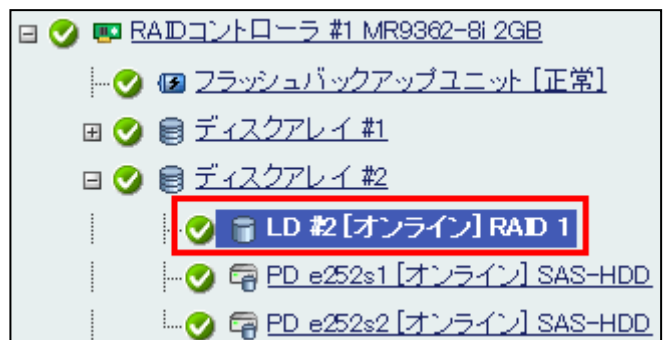 RAIDコントローラ #1 MR9362-8i 2GB
フラッシュバックアップユニット [正常]
ディスクアレイ #1
ディスクアレイ #2
LD #2 [オンライン] RAID 1
PD e252s1 [オンライン] SAS-HDD
PD e252s2 [オンライン] SAS-HDD